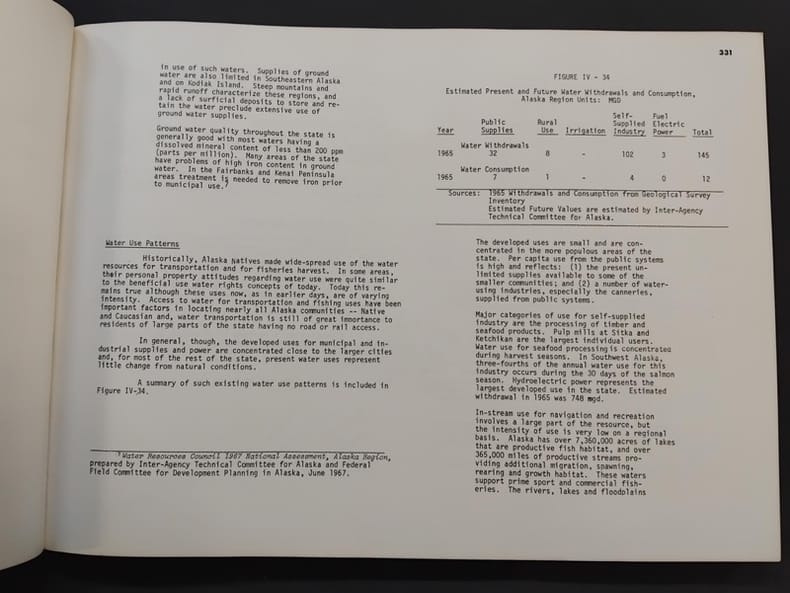 331
in use of such waters. Supplies of ground
water are also limited in Southeastern Alaska
and on Kodiak Island. Steep mountains and
rapid runoff characterize these regions, and
a lack of surficial deposits to store and re-
tain the water preclude extensive use of
ground water supplies.
Ground water quality throughout the state is
generally good with most waters having a
dissolved mineral content of less than 200 ppm
(parts per million). Many areas of the state
have problems of high iron content in ground
water. In the Fairbanks and Kenai Peninsula
areas treatment is needed to remove iron prior
to municipal use.7
Water Use Patterns
Historically, Alaska Natives made wide-spread use of the water
resources for transportation and for fisheries harvest. In some areas,
their personal property attitudes regarding water use were quite similar
to the beneficial use water rights concepts of today. Today this re-
mains true although these uses now, as in earlier days, are of varying
intensity. Access to water for transportation and fishing uses have been
important factors in locating nearly all Alaska communities -- Native
and Caucasian and, water transportation is still of great importance to
residents of large parts of the state having no road or rail access.
In general, though, the developed uses for municipal and in-
dustrial supplies and power are concentrated close to the larger cities
and, for most of the rest of the state, present water uses represent
little change from natural conditions.
A summary of such existing water use patterns is included in
Figure IV-34.
7Water Resources Council 1967 National Assessment, Alaska Region,
prepared by Inter-Agency Technical Committee for Alaska and Federal
Field Committee for Development Planning in Alaska, June 1967.
FIGURE IV - 34
Estimated Present and Future Water Withdrawals and Consumption,
Alaska Region Units: MGD
Self- Fuel
Public Rural Supplied Electric
Year Supplies Use Irrigation Industry Power Total
Water Withdrawals
1965 32 8 - 102 3 145
Water Consumption
1965 7 1 - 4 0 12
Sources: 1965 Withdrawals and Consumption from Geological Survey
Inventory
Estimated Future Values are estimated by Inter-Agency
Technical Committee for Alaska.
The developed uses are small and are con-
centrated in the more populous areas of the
state. Per capita use from the public systems
is high and reflects: (1) the present un-
limited supplies available to some of the
smaller communities; and (2) a number of water-
using industries, especially the canneries,
supplied from public systems.
Major categories of use for self-supplied
industry are the processing of timber and
seafood products. Pulp mills at Sitka and
Ketchikan are the largest individual users.
Water use for seafood processing is concentrated
during harvest seasons. In Southwest Alaska,
three-fourths of the annual water use for this
industry occurs during the 30 days of the salmon
season. Hydroelectric power represents the
largest developed use in the state. Estimated
withdrawal in 1965 was 748 mgd.
In-stream use for navigation and recreation
involves a large part of the resource, but
the intensity of use is very low on a regional
basis. Alaska has over 7,360,000 acres of lakes
that are productive fish habitat, and over
365,000 miles of productive streams pro-
viding additional migration, spawning,
rearing and growth habitat. These waters
support prime sport and commercial fish-
eries. The rivers, lakes and floodplains